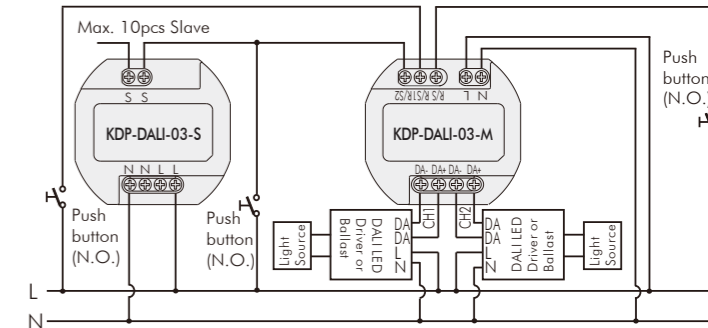 Max. 10pcs Slave
S S
KDP-DALI-03-S
N N L L
Push
button
(N.O.)
Push
button
(N.O.)
R/S2 R/S1 R/S
L N
KDP-DALI-03-M
DA- DA+ DA- DA+
CH1
CH2
Light
Source
DALI LED
Driver or
Ballast
DA
DA
L
N
DA
DA
L
N
DALI LED
Driver or
Ballast
Light
Source
Push
button
(N.O.)
L
N